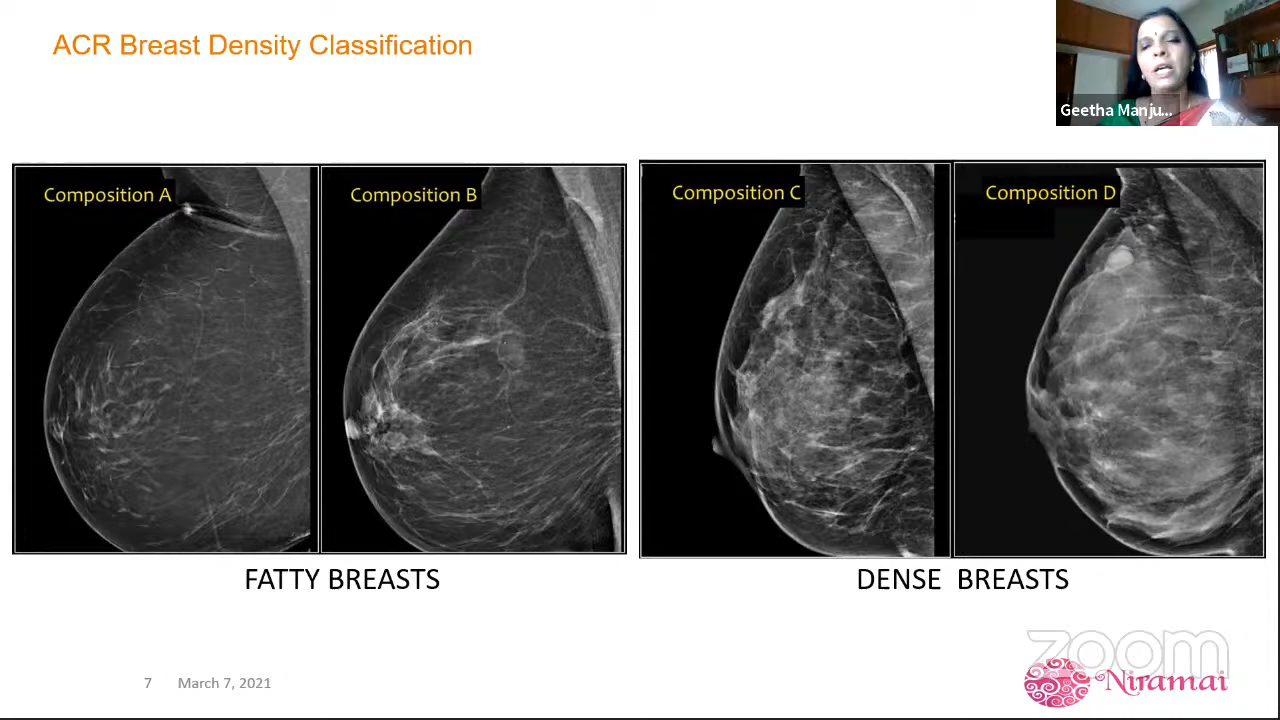 ACR Breast Density Classification
Geetha Manju...
Composition A
Composition B
Composition C
Composition D
FATTY BREASTS
DENSE  BREASTS
zoom
7
March 7, 2021
Niramai